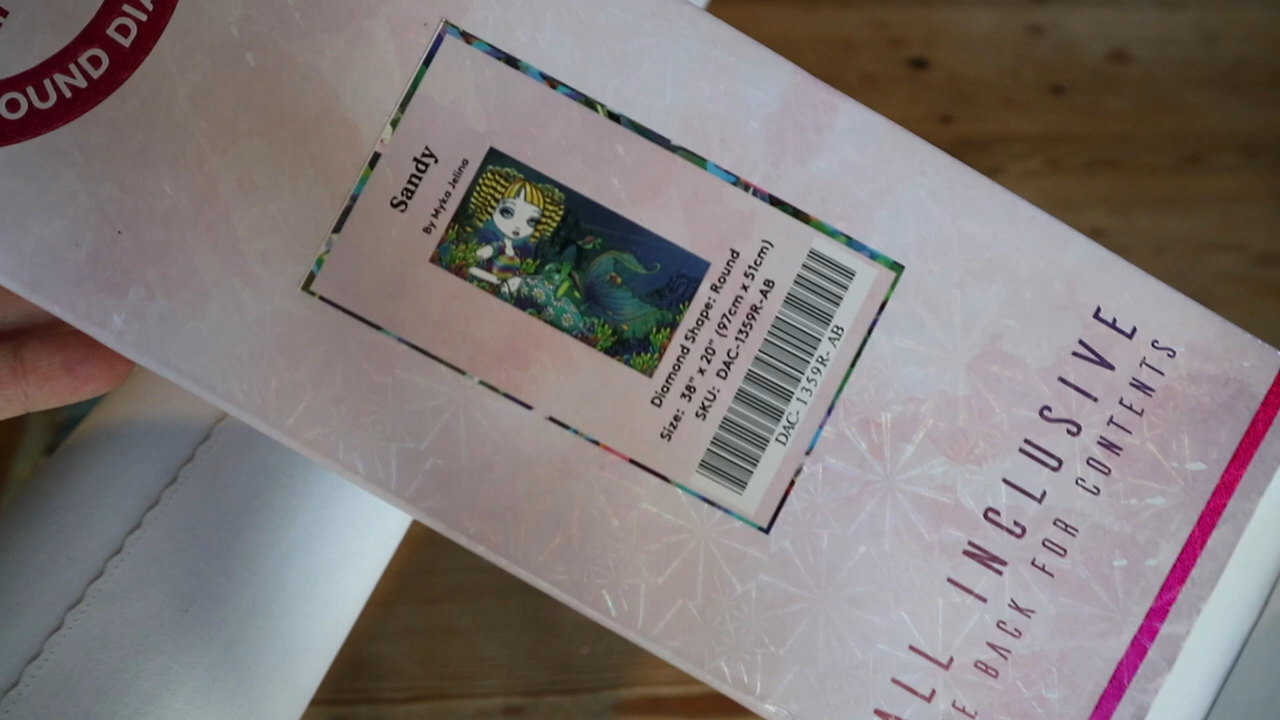 OUND DIA
Sandy
By Myka Jelina
Diamond Shape: Round
Size: 38" x 20" (97cm x 51cm)
SKU: DAC-1359R-AB
DAC-1359R- AB
ALL INCLUSIVE
BACK FOR CONTENTS